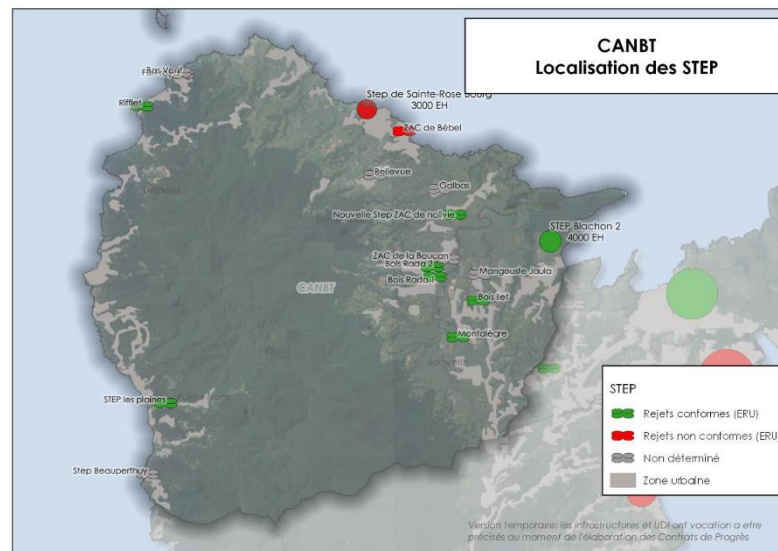 CANBT
Localisation des STEP
Bas-Vent
Rifflet
Step de Sainte-Rose Bourg
3000 EH
ZAC de Bébel
Bellevue
Galbas
Nouvelle Step ZAC de nolivie
STEP Blachon 2
4000 EH
ZAC de la Boucan
Bois Rada 2
Mangouste Jaula
Bois Rada 1
CANBT
Bois Ilet
Montalègre
STEP les plaines
Step Beauperthuy
STEP
Rejets conformes (ERU)
Rejets non conformes (ERU)
Non déterminé
Zone urbaine
Version temporaire: les infrastructures et UDI ont vocation a etre
précisés au moment de l'élaboration des Contrats de Progrès